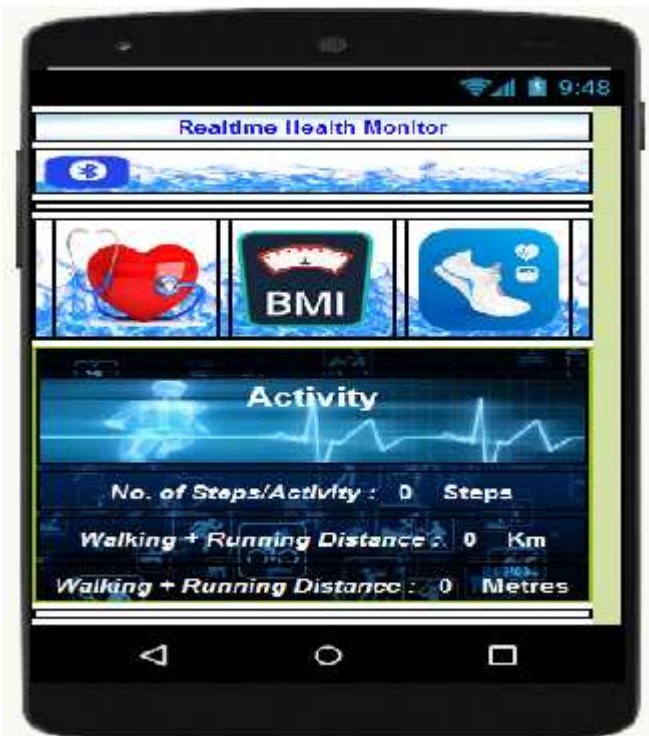 9:48
Realtime Health Monitor
BMI
Activity
No. of Steps/Activity : 0 Steps
Walking + Running Distance : 0 Km
Walking + Running Distance : 0 Metres